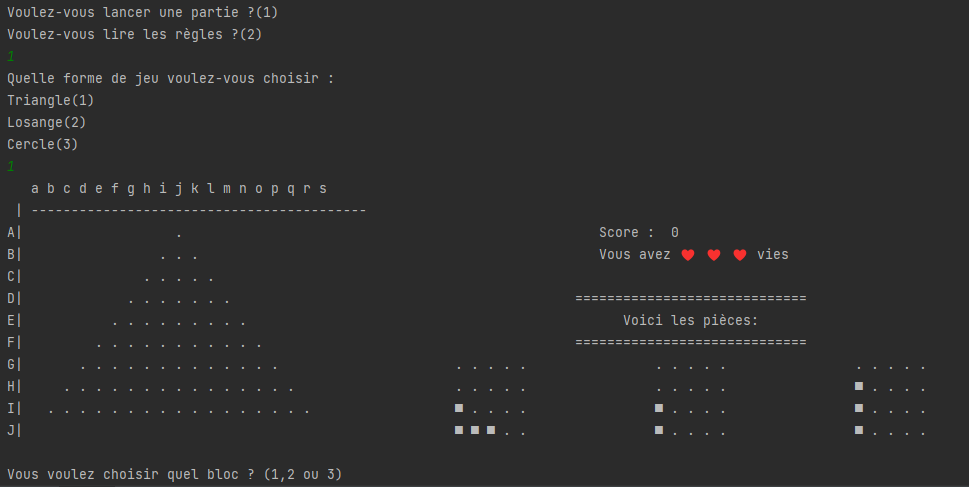 Voulez-vous lancer une partie ?(1)
Voulez-vous lire les règles ?(2)
1
Quelle forme de jeu voulez-vous choisir :
Triangle(1)
Losange(2)
Cercle(3)
1
   a b c d e f g h i j k l m n o p q r s
 | ------------------------------------------
A|                   .                                                    Score :  0
B|                 . . .                                                  Vous avez ♥ ♥ ♥ vies
C|               . . . . .
D|             . . . . . . .                                           =============================
E|           . . . . . . . . .                                               Voici les pièces:
F|         . . . . . . . . . . .                                       =============================
G|       . . . . . . . . . . . . .                      . . . . .                . . . . .                . . . . .
H|     . . . . . . . . . . . . . . .                    . . . . .                . . . . .                ■ . . . .
I|   . . . . . . . . . . . . . . . . .                  ■ . . . .                ■ . . . .                ■ . . . .
J|                                                      ■ ■ ■ . .                ■ . . . .                ■ . . . .
Vous voulez choisir quel bloc ? (1,2 ou 3)